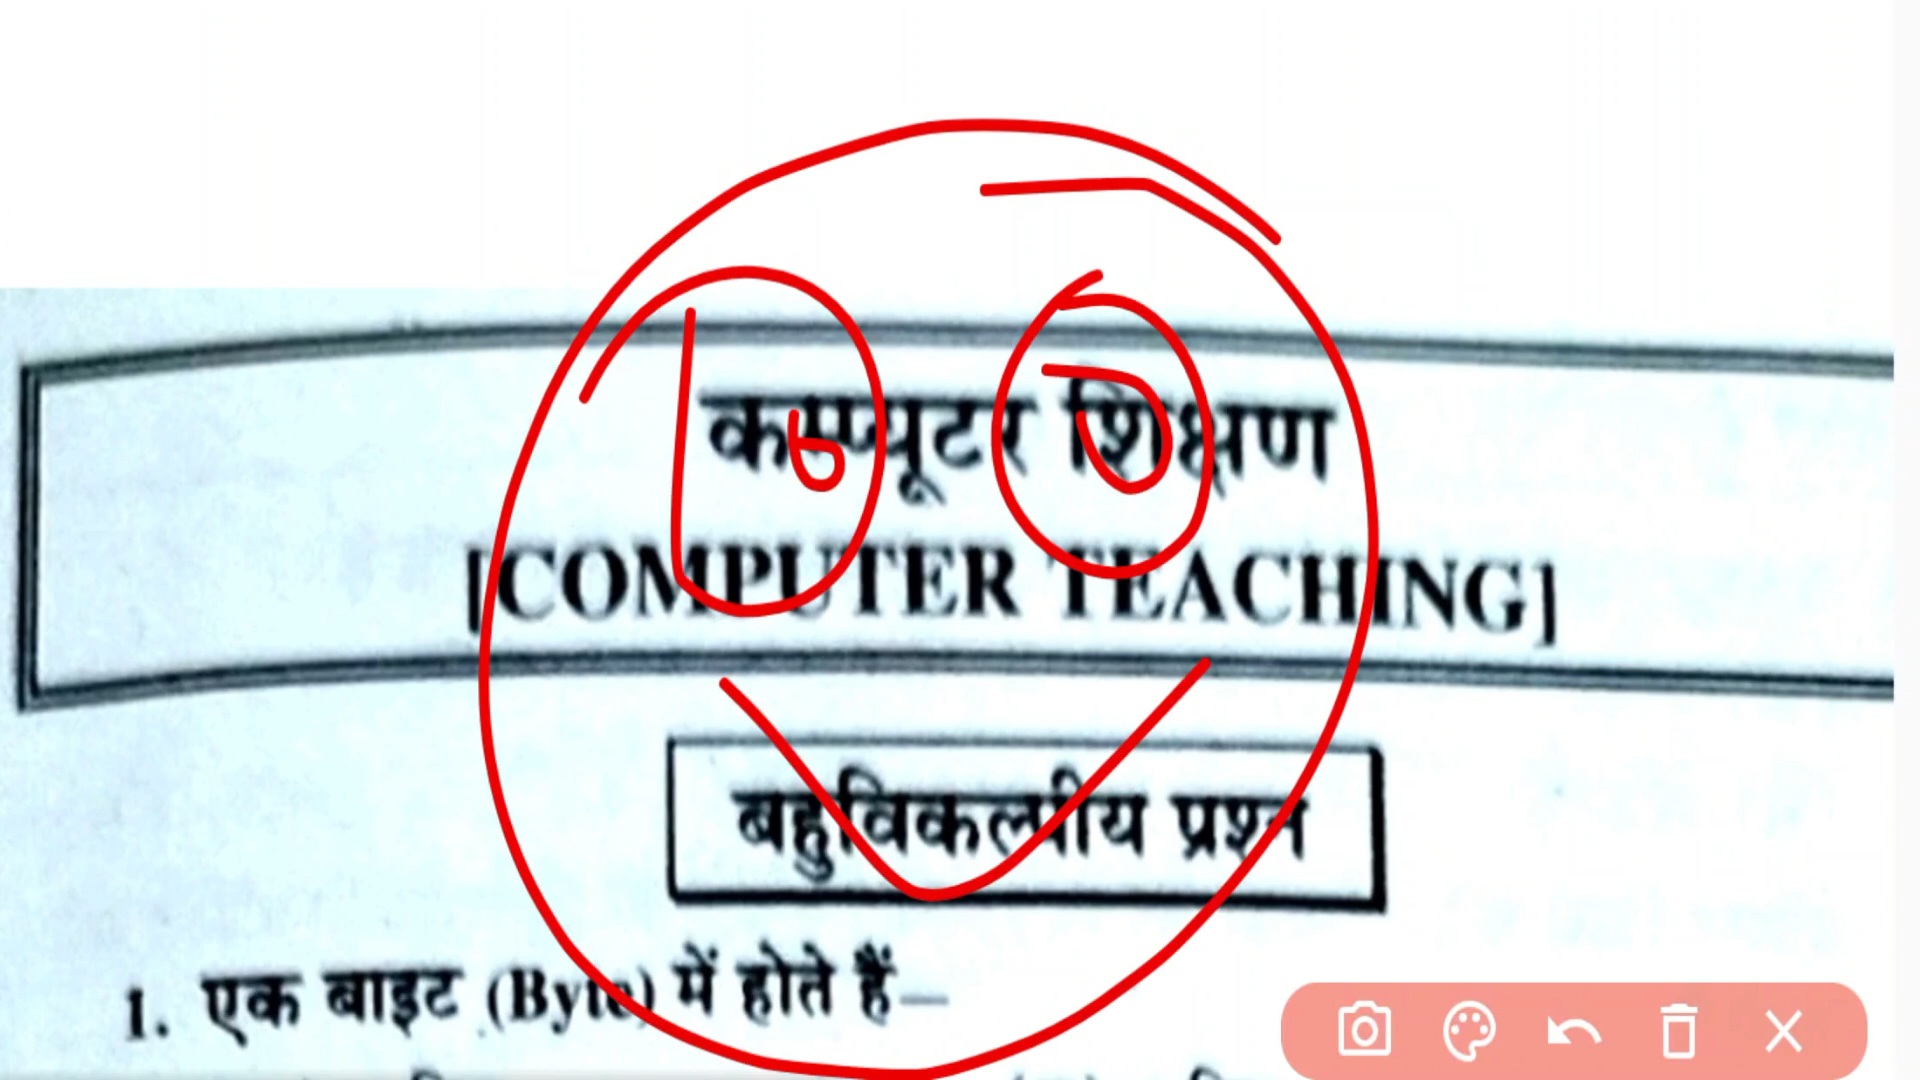 कम्प्यूटर शिक्षण
[COMPUTER TEACHING]
बहुविकल्पीय प्रश्न
1. एक बाइट (Byte) में होते हैं—